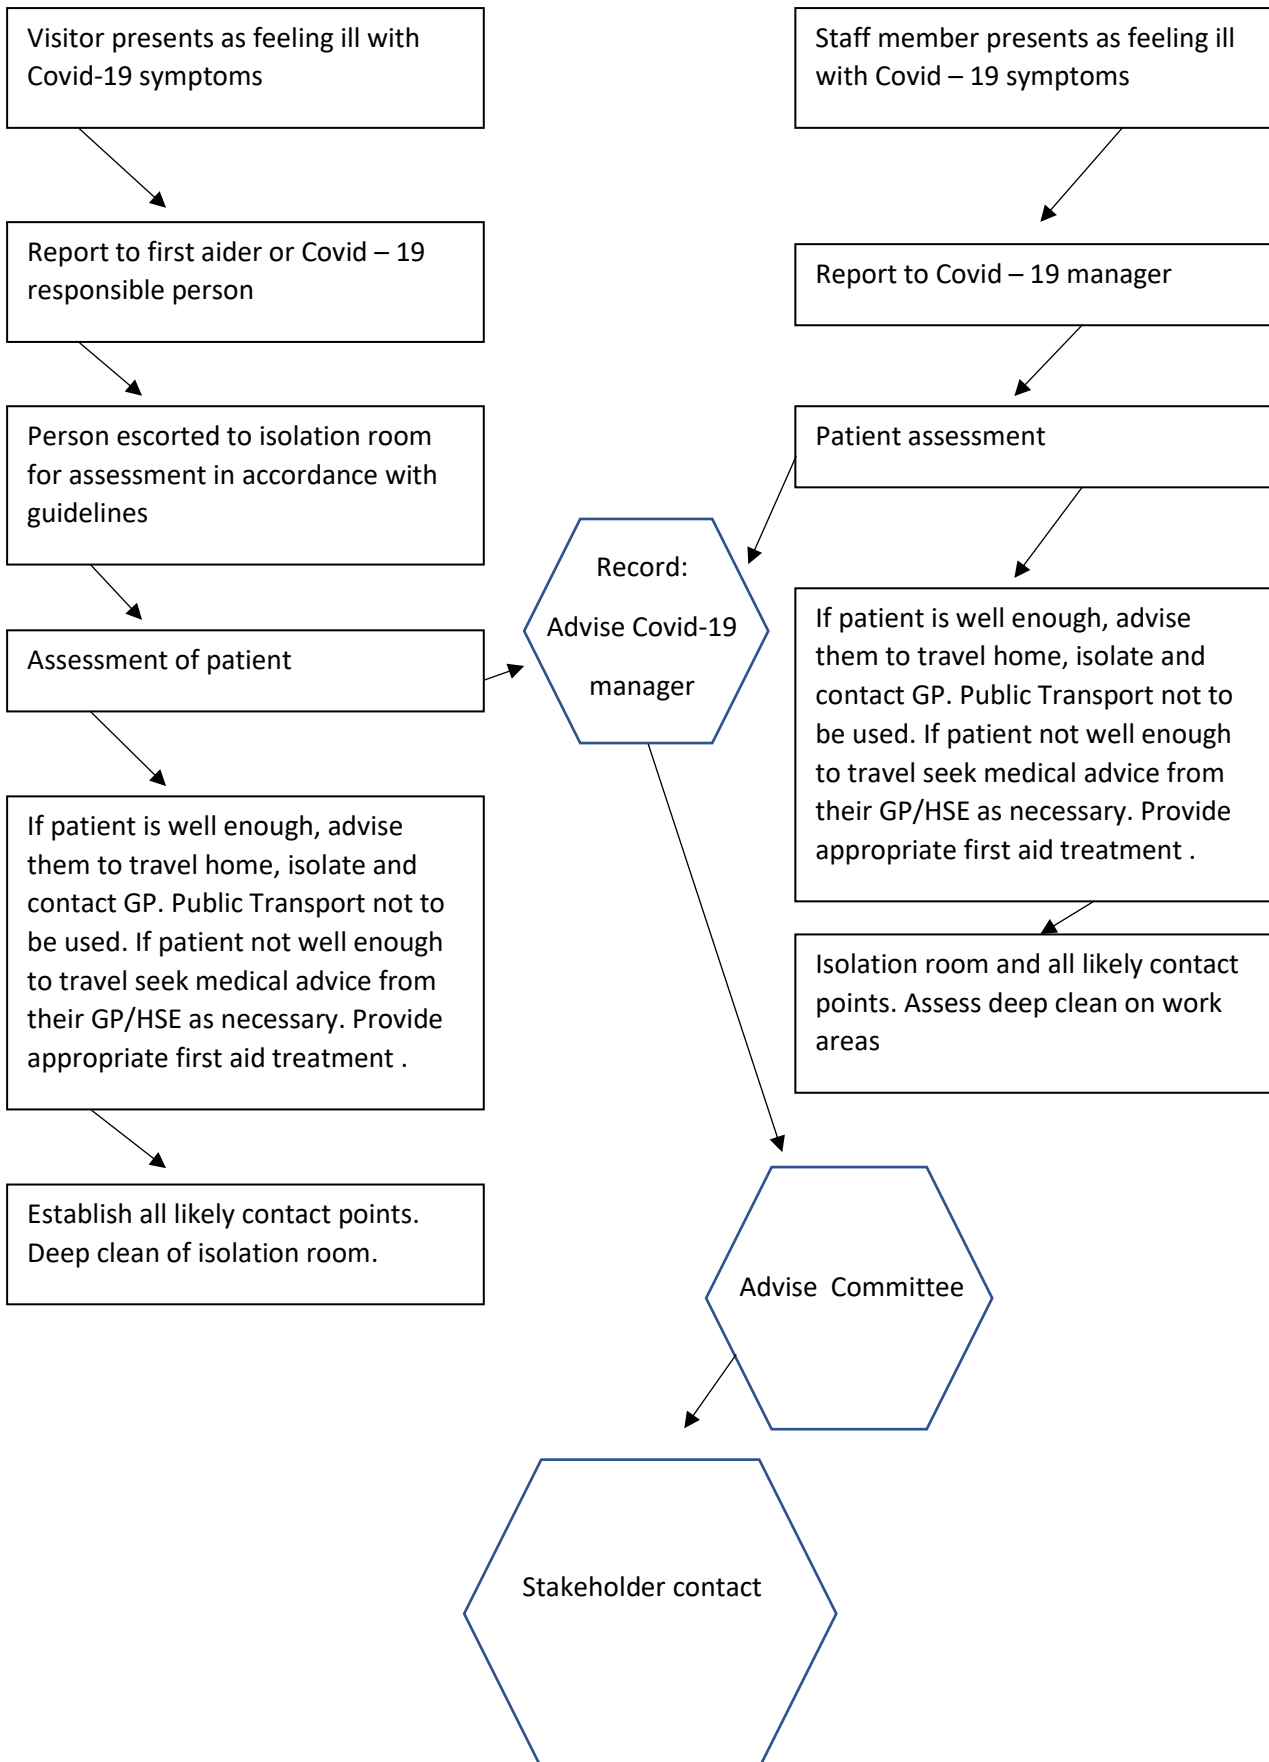 Visitor presents as feeling ill with
Covid-19 symptoms
Staff member presents as feeling ill
with Covid – 19 symptoms
Report to first aider or Covid – 19
responsible person
Report to Covid – 19 manager
Person escorted to isolation room
for assessment in accordance with
guidelines
Patient assessment
Record:
Advise Covid-19
manager
Assessment of patient
If patient is well enough, advise
them to travel home, isolate and
contact GP. Public Transport not to
be used. If patient not well enough
to travel seek medical advice from
their GP/HSE as necessary. Provide
appropriate first aid treatment .
If patient is well enough, advise
them to travel home, isolate and
contact GP. Public Transport not to
be used. If patient not well enough
to travel seek medical advice from
their GP/HSE as necessary. Provide
appropriate first aid treatment .
Isolation room and all likely contact
points. Assess deep clean on work
areas
Establish all likely contact points.
Deep clean of isolation room.
Advise  Committee
Stakeholder contact